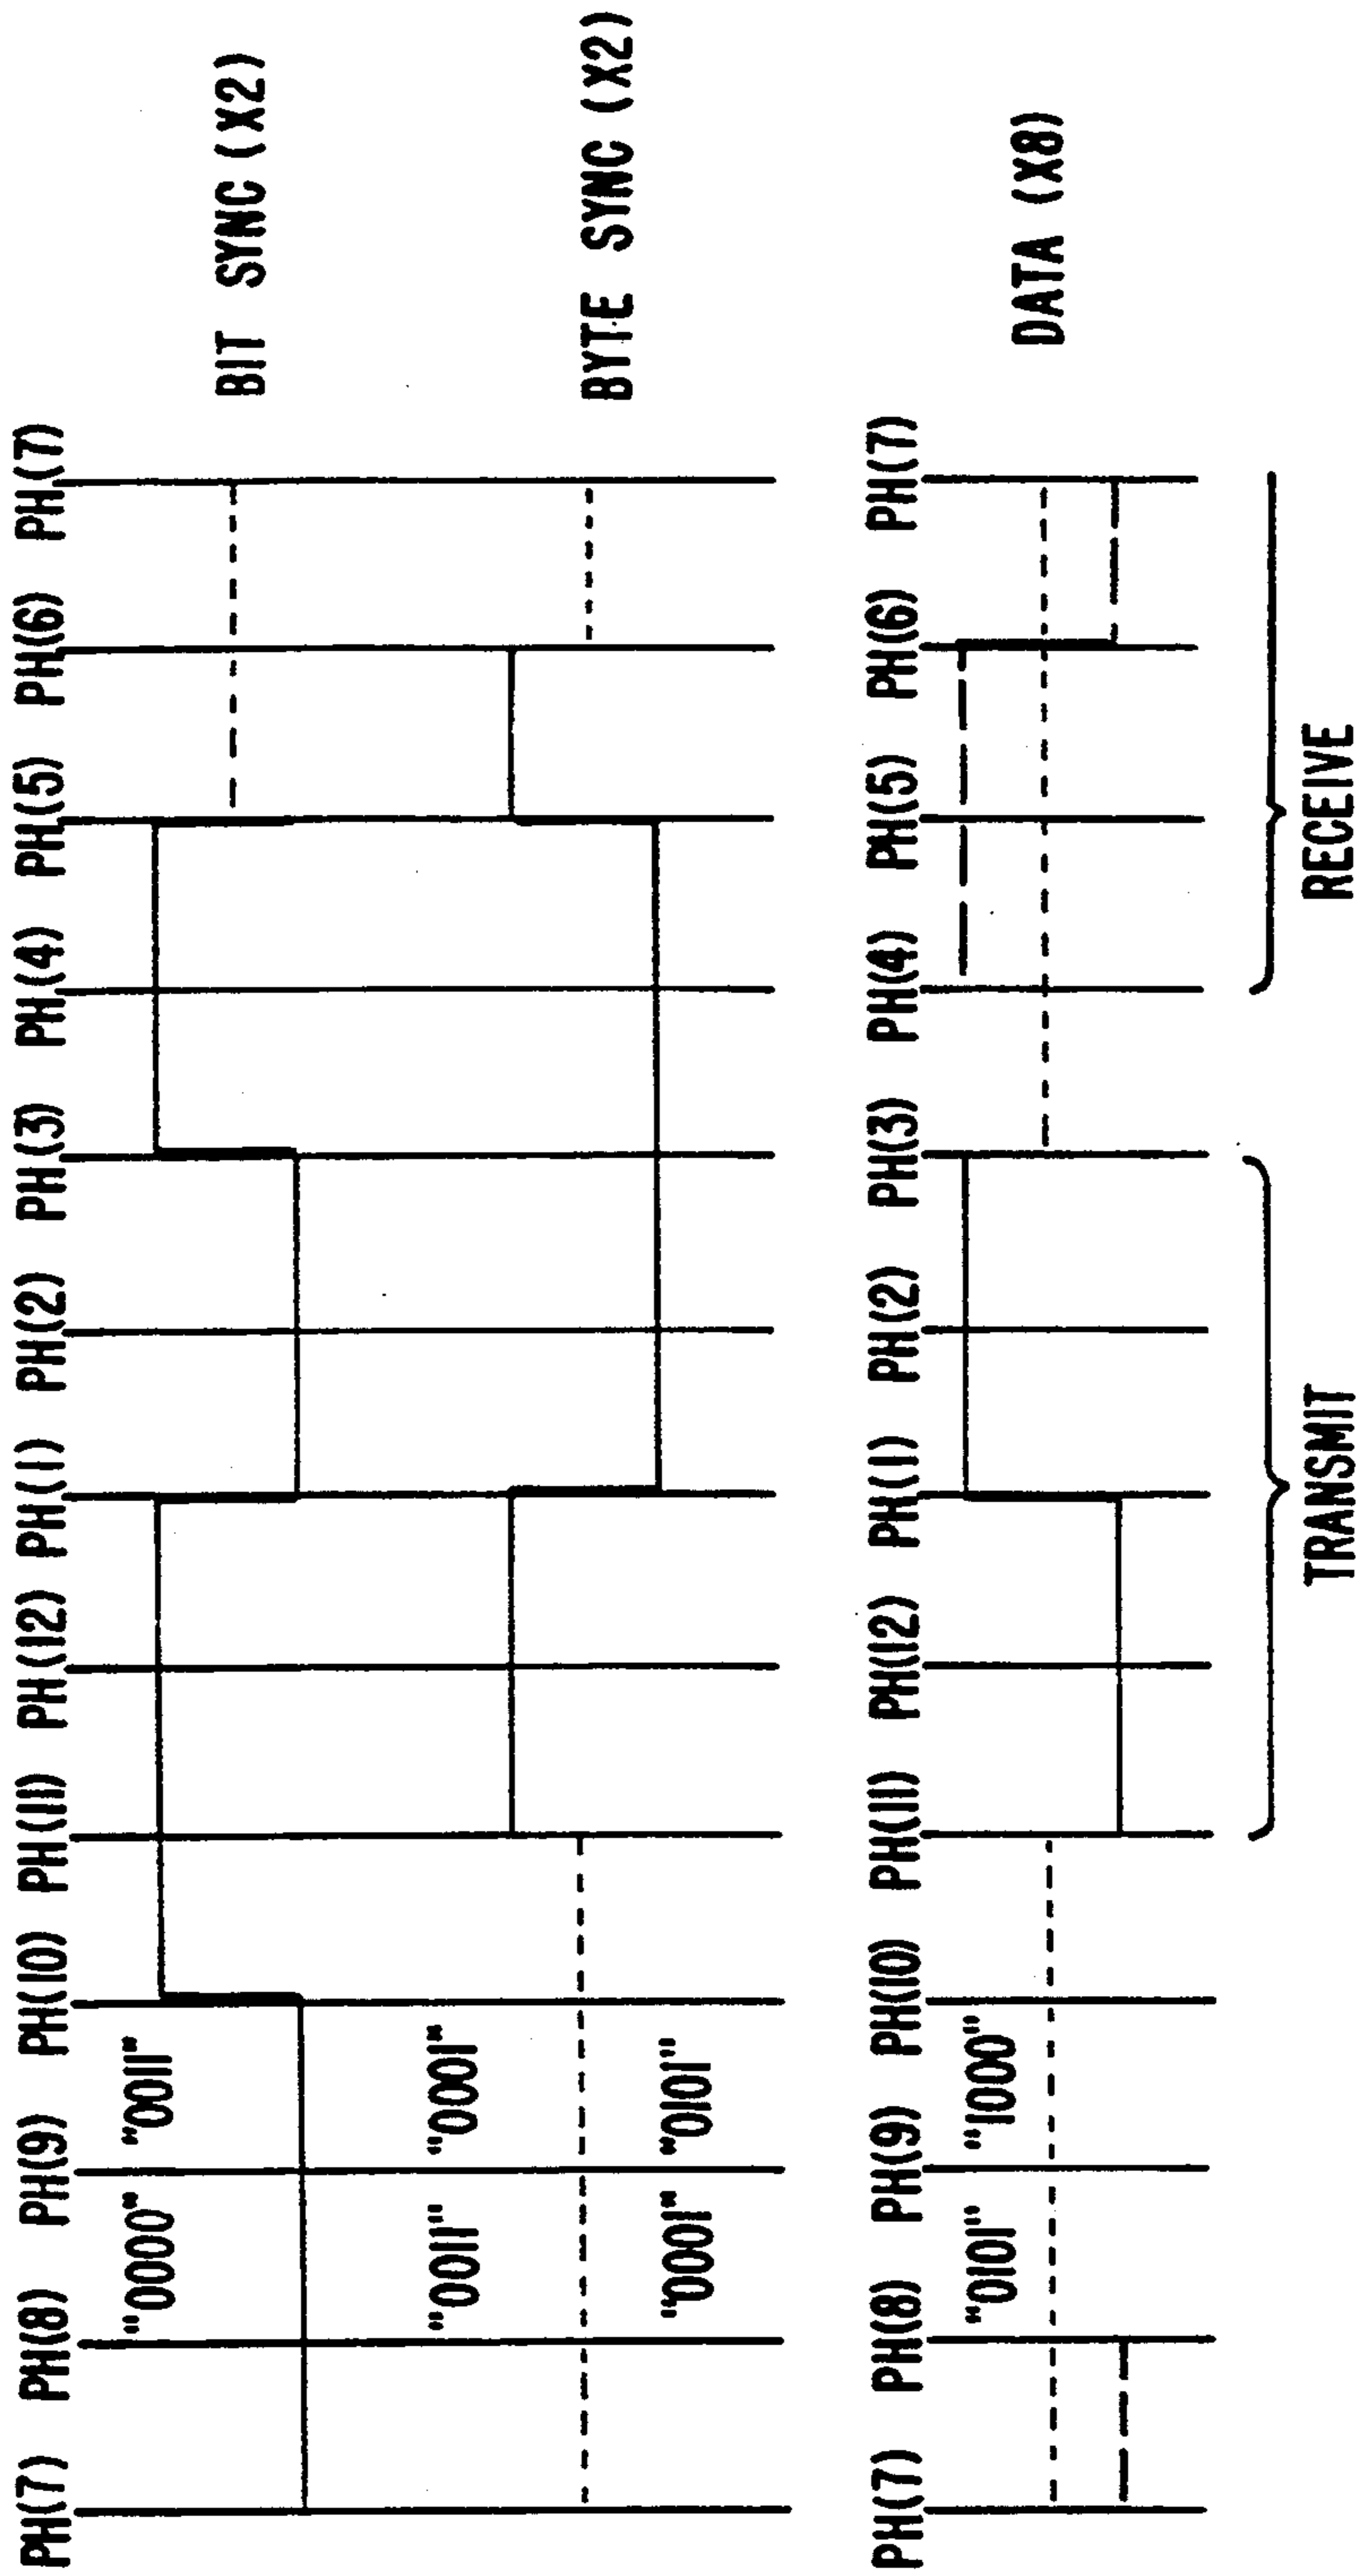 PH(7) PH(8) PH(9) PH(10) PH(11) PH(12) PH(1) PH(2) PH(3) PH(4) PH(5) PH(6) PH(7)
"0000" "0011"
BIT SYNC (X2)
"0011" "0001"
BYTE SYNC (X2)
"0001" "0101"
PH(7) PH(8) PH(9) PH(10) PH(11) PH(12) PH(1) PH(2) PH(3) PH(4) PH(5) PH(6) PH(7)
"0101" "1000"
DATA (X8)
TRANSMIT RECEIVE